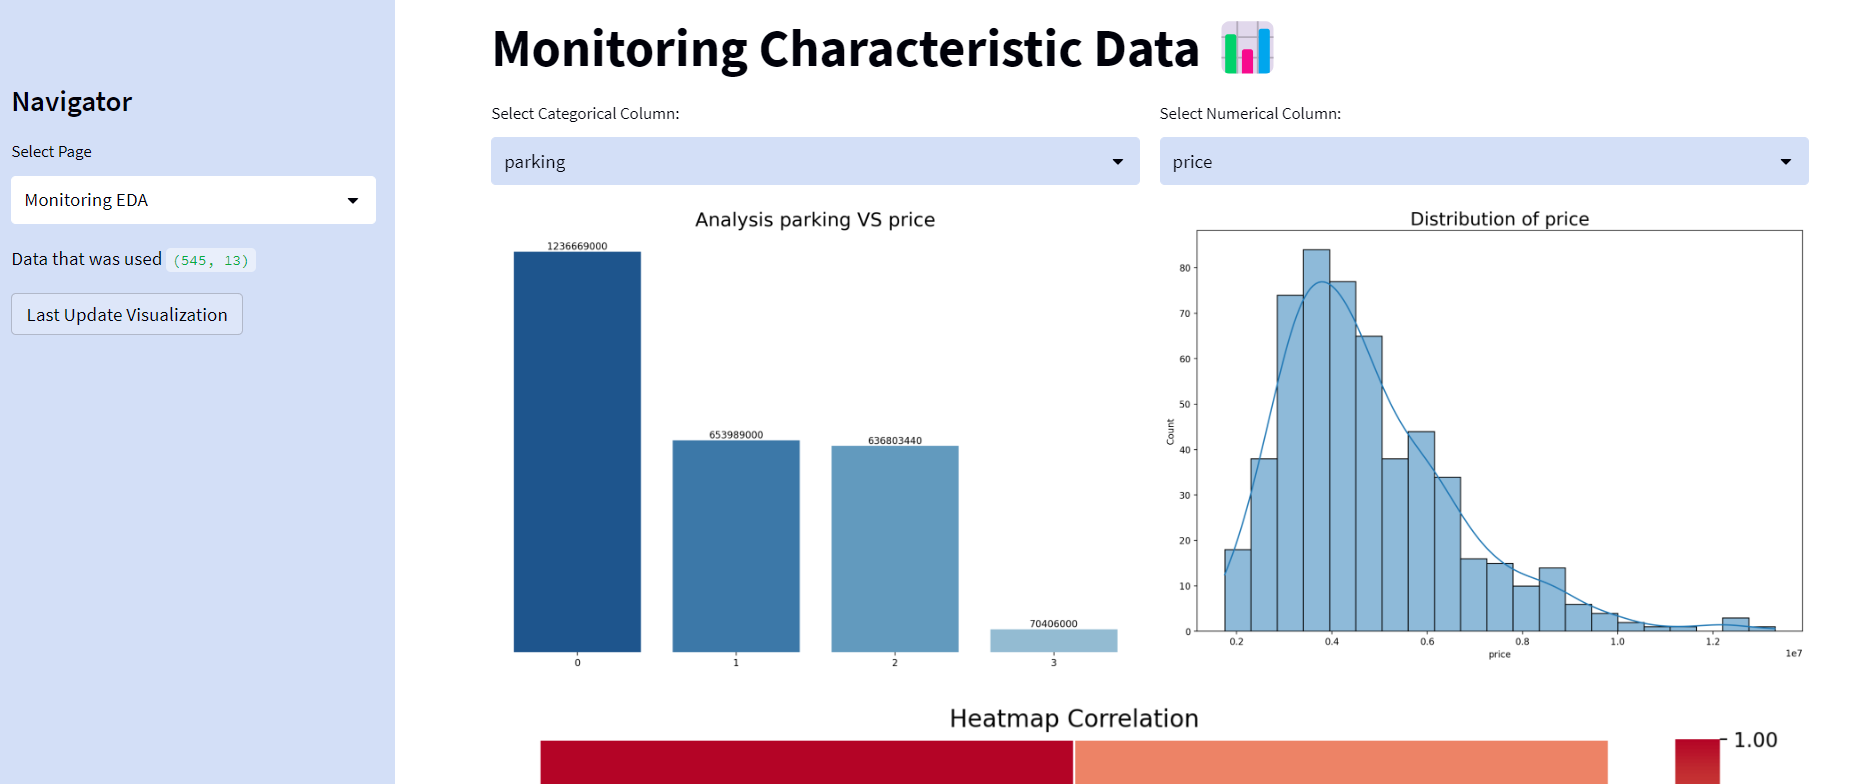 Navigator
Select Page
Monitoring EDA
Data that was used (545, 13)
Last Update Visualization
Monitoring Characteristic Data
Select Categorical Column:
parking
Select Numerical Column:
price
Analysis parking VS price
1236669000
653989000
636803440
70406000
0 1 2 3
Distribution of price
Count
80
70
60
50
40
30
20
10
0
0.2 0.4 0.6 0.8 1.0 1.2
1e7
price
Heatmap Correlation
1.00